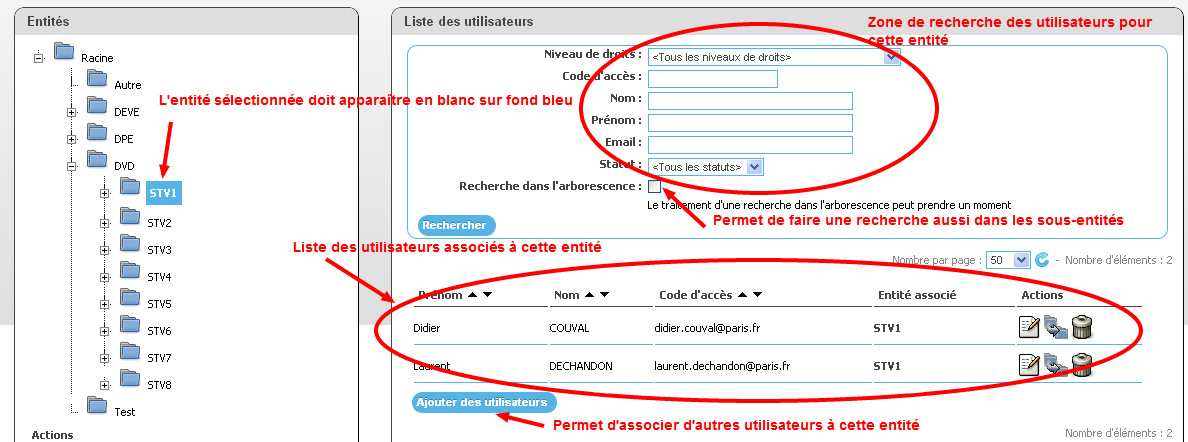 Entités
Racine
Autre
DEVE
DPE
DVD
STV1
STV2
STV3
STV4
STV5
STV6
STV7
STV8
Test
Actions
L'entité sélectionnée doit apparaître en blanc sur fond bleu
Liste des utilisateurs
Zone de recherche des utilisateurs pour
cette entité
Niveau de droits : <Tous les niveaux de droits>
Code d'accès :
Nom :
Prénom :
Email :
Statut : <Tous les statuts>
Recherche dans l'arborescence :
Le traitement d'une recherche dans l'arborescence peut prendre un moment
Permet de faire une recherche aussi dans les sous-entités
Rechercher
Liste des utilisateurs associés à cette entité
Nombre par page : 50 - Nombre d'éléments : 2
Prénom Nom Code d'accès Entité associé Actions
Didier COUVAL didier.couval@paris.fr STV1
Laurent DECHANDON laurent.dechandon@paris.fr STV1
Ajouter des utilisateurs
Permet d'associer d'autres utilisateurs à cette entité
Nombre d'éléments : 2